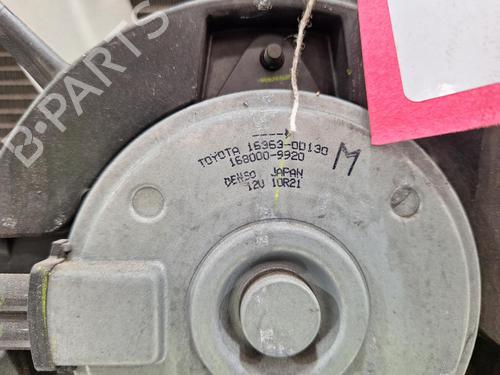 ---->
TOYOTA 16363-0D130
168000-9920
DENSO JAPAN
12V 10R21
M
B-PARTS